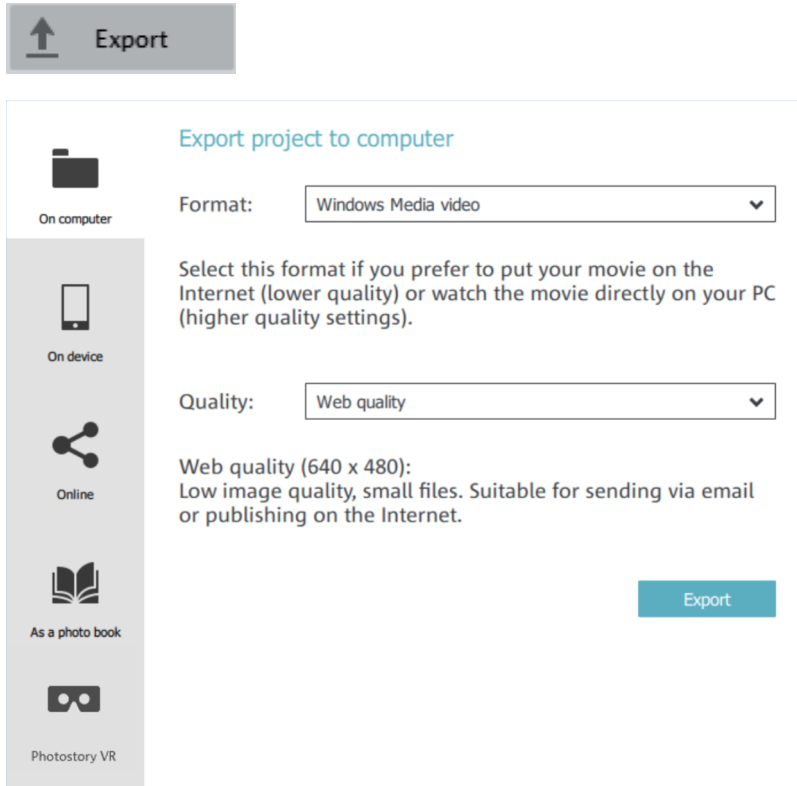 Export
Export project to computer
On computer
Format:
Windows Media video
Select this format if you prefer to put your movie on the
Internet (lower quality) or watch the movie directly on your PC
(higher quality settings).
On device
Quality:
Web quality
Web quality (640 x 480):
Low image quality, small files. Suitable for sending via email
or publishing on the Internet.
Online
Export
As a photo book
Photostory VR